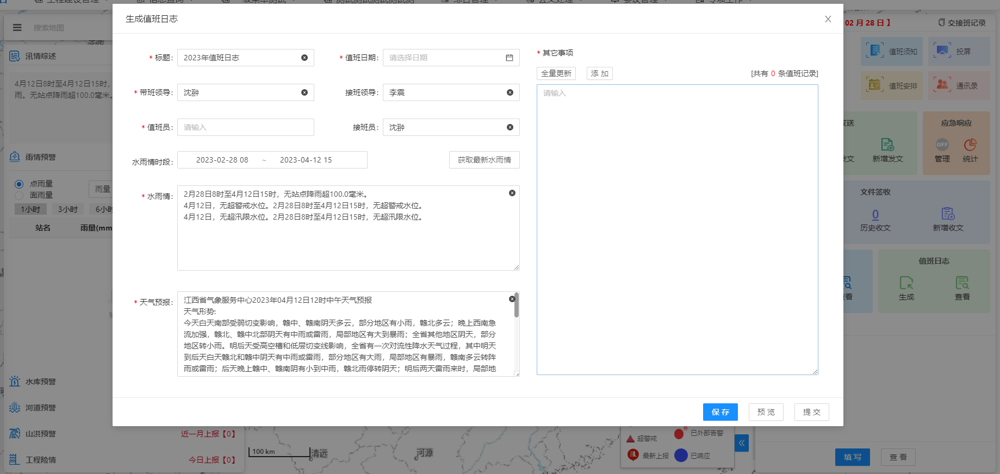 生成值班日志
* 标题:
2023年值班日志
* 值班日期:
请选择日期
* 带班领导:
沈翀
接班领导:
李震
* 值班员:
请输入
接班员:
沈翀
水雨情时段:
2023-02-28 08 ~ 2023-04-12 15
获取最新水雨情
* 水雨情:
2月28日8时至4月12日15时，无站点降雨超100.0毫米。
4月12日，无超警戒水位。2月28日8时至4月12日15时，无超警戒水位。
4月12日，无超汛限水位。2月28日8时至4月12日15时，无超汛限水位。
* 天气预报:
江西省气象服务中心2023年04月12日12时中午天气预报
天气形势:
今天白天南部受弱切变影响，赣中、赣南阴天多云，部分地区有小雨，赣北多云；晚上西南急
流加强，赣北、赣中北部阴天有中雨或雷雨，局部地区有大到暴雨；全省其他地区阴天，部分
地区转小雨。明后天受高空槽和低层切变线影响，全省有一次对流性降水天气过程，其中明天
到后天白天赣北和赣中阴天有中雨或雷雨，部分地区有大雨，局部地区有暴雨，赣南多云转阵
雨或雷雨；后天晚上赣中、赣南阴有小到中雨，赣北雨停转阴天；明后两天雷雨来时，局部地
* 其它事项
全量更新
添 加
[共有 0 条值班记录]
请输入
保 存
预 览
提 交
搜索地图
汛情综述
4月12日8时至4月12日15时，
雨。无站点降雨超100.0毫米。
雨情预警
点雨量
面雨量
雨量
1小时
3小时
6小时
站名
雨量(mm
水库预警
河道预警
山洪预警
近一月上报【0】
工程险情
今日上报【0】
100 km
清远
河源
超警戒
已外部告警
最新上报
已响应
02 月 28 日 】
交接班记录
值班须知
投屏
值班安排
通讯录
发送
发文
新增发文
应急响应
OFF
管理
统计
文件签收
0
历史收文
新增收文
查看
值班日志
生成
查看
填 写
查 看